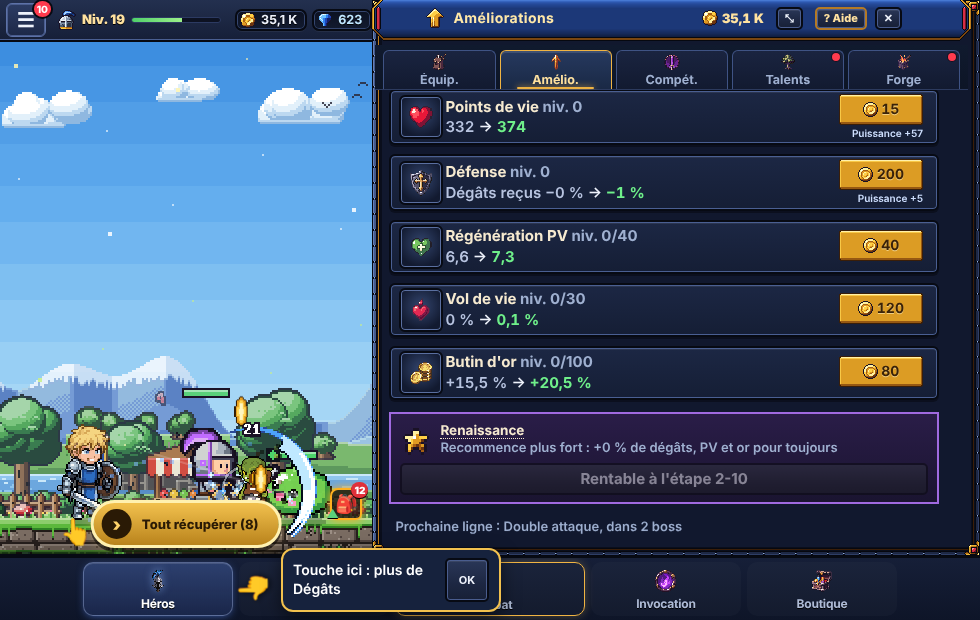 10
Niv. 19
35,1 K
623
Améliorations
35,1 K
? Aide
Équip.
Amélio.
Compét.
Talents
Forge
Points de vie niv. 0
332 → 374
15
Puissance +57
Défense niv. 0
Dégâts reçus −0 % → −1 %
200
Puissance +5
Régénération PV niv. 0/40
6,6 → 7,3
40
Vol de vie niv. 0/30
0 % → 0,1 %
120
Butin d'or niv. 0/100
+15,5 % → +20,5 %
80
Renaissance
Recommence plus fort : +0 % de dégâts, PV et or pour toujours
Rentable à l'étape 2-10
Prochaine ligne : Double attaque, dans 2 boss
21
12
Tout récupérer (8)
Touche ici : plus de
Dégâts
OK
Héros
Invocation
Boutique